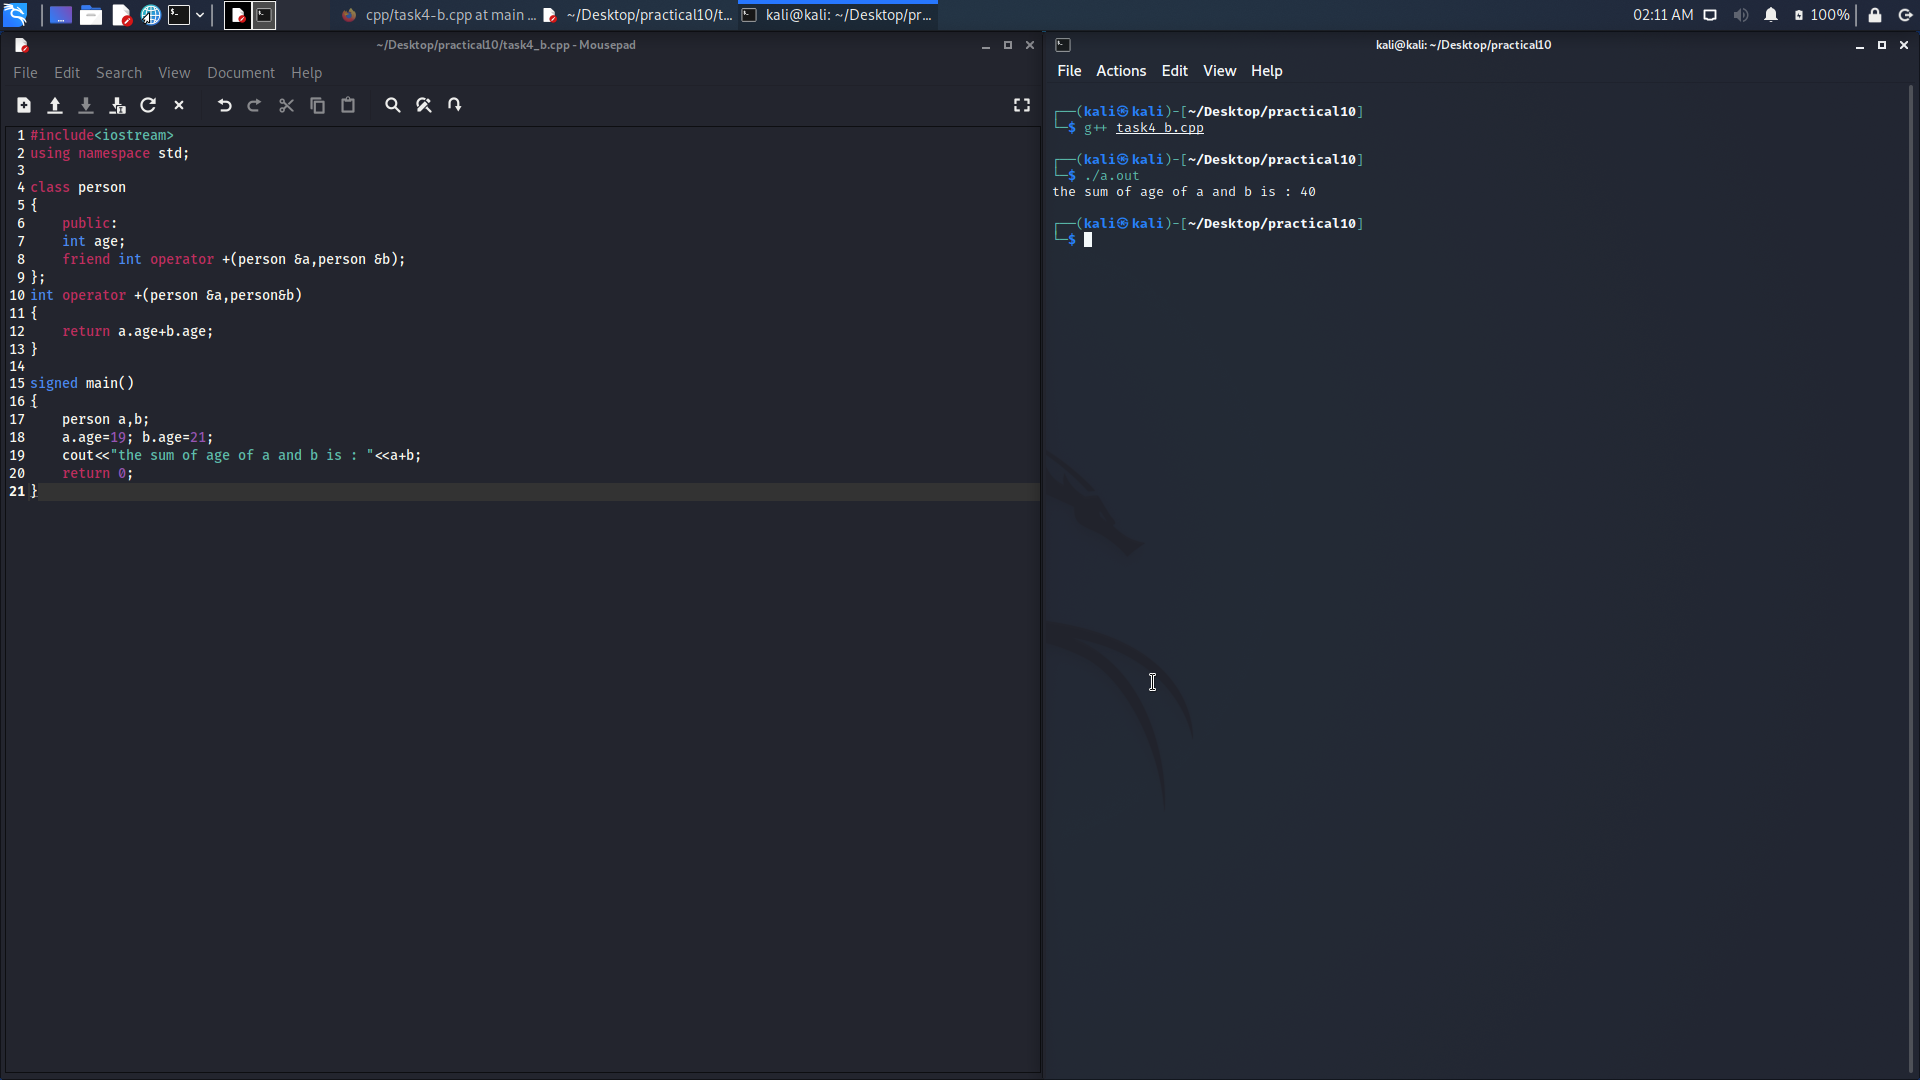 cpp/task4-b.cpp at main ...
~/Desktop/practical10/t...
kali@kali: ~/Desktop/pr...
02:11 AM
100%
~/Desktop/practical10/task4_b.cpp - Mousepad
File Edit Search View Document Help
1 #include<iostream>
2 using namespace std;
3
4 class person
5 {
6     public:
7     int age;
8     friend int operator +(person &a,person &b);
9 };
10 int operator +(person &a,person&b)
11 {
12     return a.age+b.age;
13 }
14
15 signed main()
16 {
17     person a,b;
18     a.age=19; b.age=21;
19     cout<<"the sum of age of a and b is : "<<a+b;
20     return 0;
21 }
kali@kali: ~/Desktop/practical10
File Actions Edit View Help
┌──(kali㉿kali)-[~/Desktop/practical10]
└─$ g++ task4_b.cpp
┌──(kali㉿kali)-[~/Desktop/practical10]
└─$ ./a.out
the sum of age of a and b is : 40
┌──(kali㉿kali)-[~/Desktop/practical10]
└─$